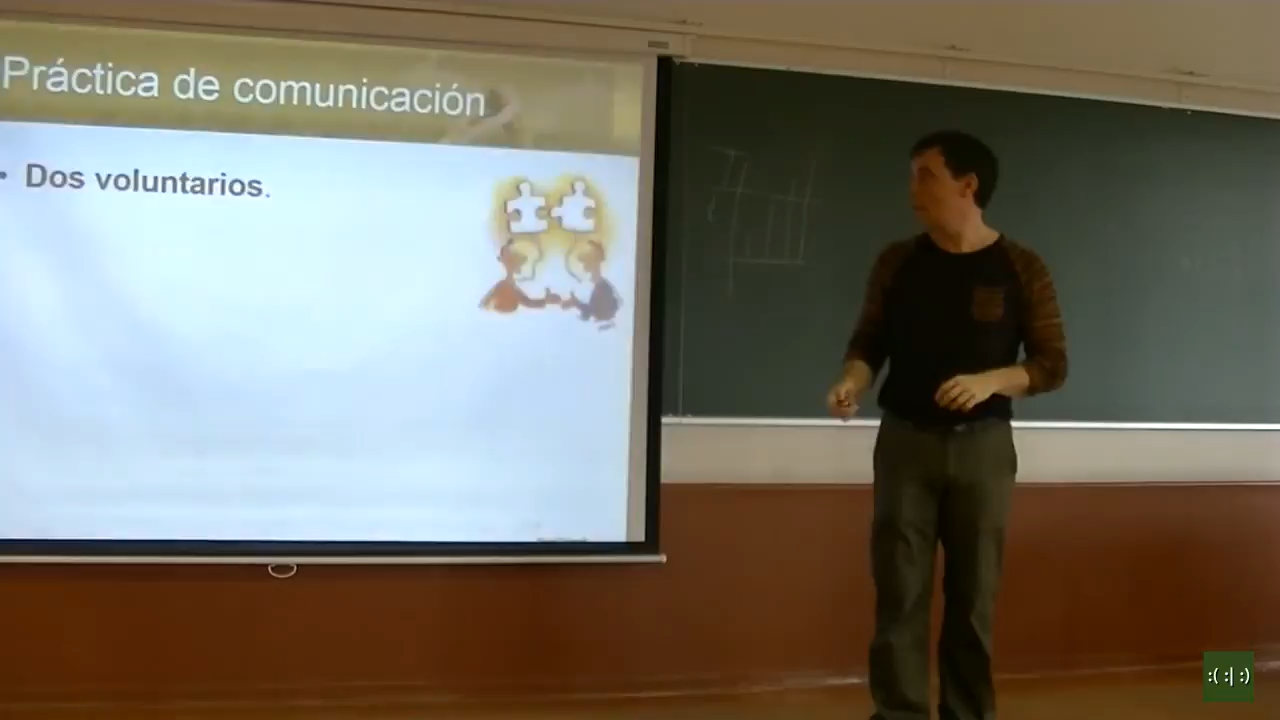 Práctica de comunicación
• Dos voluntarios.
:( :| :)